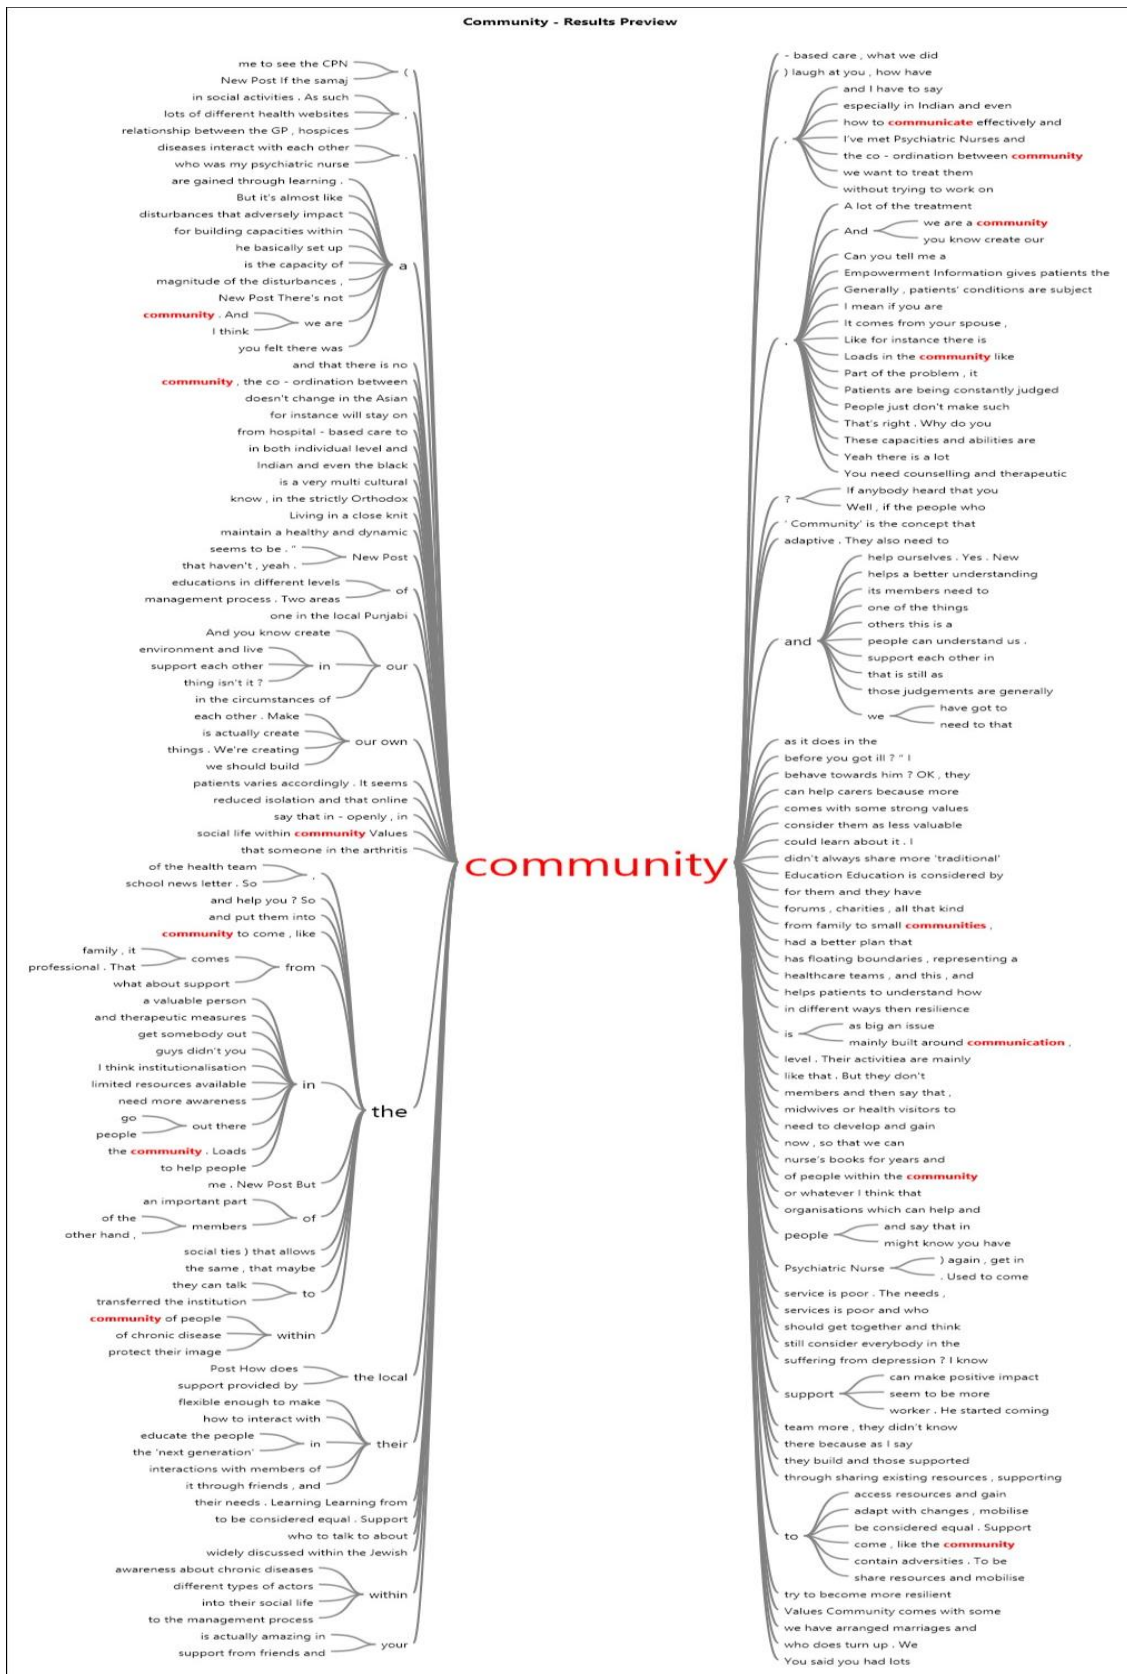 Community - Results Preview
me to see the CPN
New Post If the samaj
(
in social activities . As such
lots of different health websites
relationship between the GP , hospices
,
diseases interact with each other
who was my psychiatric nurse
.
are gained through learning .
But it's almost like
disturbances that adversely impact
for building capacities within
he basically set up
is the capacity of
magnitude of the disturbances ,
New Post There's not
community . And
I think
we are
you felt there was
a
and that there is no
community , the co - ordination between
doesn't change in the Asian
for instance will stay on
from hospital - based care to
in both individual level and
Indian and even the black
is a very multi cultural
know , in the strictly Orthodox
Living in a close knit
maintain a healthy and dynamic
seems to be . "
that haven't , yeah .
New Post
educations in different levels
management process . Two areas
of
one in the local Punjabi
And you know create
environment and live
support each other
thing isn't it ?
in
in the circumstances of
our
each other . Make
is actually create
things . We're creating
we should build
our own
patients varies accordingly . It seems
reduced isolation and that online
say that in - openly , in
social life within community Values
that someone in the arthritis
of the health team
school news letter . So
,
and help you ? So
and put them into
community to come , like
family , it
professional . That
comes
what about support
from
a valuable person
and therapeutic measures
get somebody out
guys didn't you
I think institutionalisation
limited resources available
need more awareness
go
people
out there
the community . Loads
to help people
in
me . New Post But
an important part
of the
other hand ,
members
of
social ties ) that allows
the same , that maybe
they can talk
transferred the institution
to
community of people
of chronic disease
protect their image
within
the
Post How does
support provided by
the local
flexible enough to make
how to interact with
educate the people
the 'next generation'
in
interactions with members of
it through friends , and
their
their needs . Learning Learning from
to be considered equal . Support
who to talk to about
widely discussed within the Jewish
awareness about chronic diseases
different types of actors
into their social life
to the management process
within
is actually amazing in
support from friends and
your
community
- based care , what we did
) laugh at you , how have
,
and I have to say
especially in Indian and even
how to communicate effectively and
I've met Psychiatric Nurses and
the co - ordination between community
we want to treat them
without trying to work on
.
A lot of the treatment
And
we are a community
you know create our
Can you tell me a
Empowerment Information gives patients the
Generally , patients' conditions are subject
I mean if you are
It comes from your spouse ,
Like for instance there is
Loads in the community like
Part of the problem , it
Patients are being constantly judged
People just don't make such
That's right . Why do you
These capacities and abilities are
Yeah there is a lot
You need counselling and therapeutic
?
If anybody heard that you
Well , if the people who
' Community' is the concept that
adaptive . They also need to
and
help ourselves . Yes . New
helps a better understanding
its members need to
one of the things
others this is a
people can understand us .
support each other in
that is still as
those judgements are generally
we
have got to
need to that
as it does in the
before you got ill ? " I
behave towards him ? OK , they
can help carers because more
comes with some strong values
consider them as less valuable
could learn about it . I
didn't always share more 'traditional'
Education Education is considered by
for them and they have
forums , charities , all that kind
from family to small communities ,
had a better plan that
has floating boundaries , representing a
healthcare teams , and this , and
helps patients to understand how
in different ways then resilience
is
as big an issue
mainly built around communication ,
level . Their activitiea are mainly
like that . But they don't
members and then say that ,
midwives or health visitors to
need to develop and gain
now , so that we can
nurse's books for years and
of people within the community
or whatever I think that
organisations which can help and
people
and say that in
might know you have
Psychiatric Nurse
) again , get in
. Used to come
service is poor . The needs ,
services is poor and who
should get together and think
still consider everybody in the
suffering from depression ? I know
support
can make positive impact
seem to be more
worker . He started coming
team more , they didn't know
there because as I say
they build and those supported
through sharing existing resources , supporting
to
access resources and gain
adapt with changes , mobilise
be considered equal . Support
come , like the community
contain adversities . To be
share resources and mobilise
try to become more resilient
Values Community comes with some
we have arranged marriages and
who does turn up . We
You said you had lots